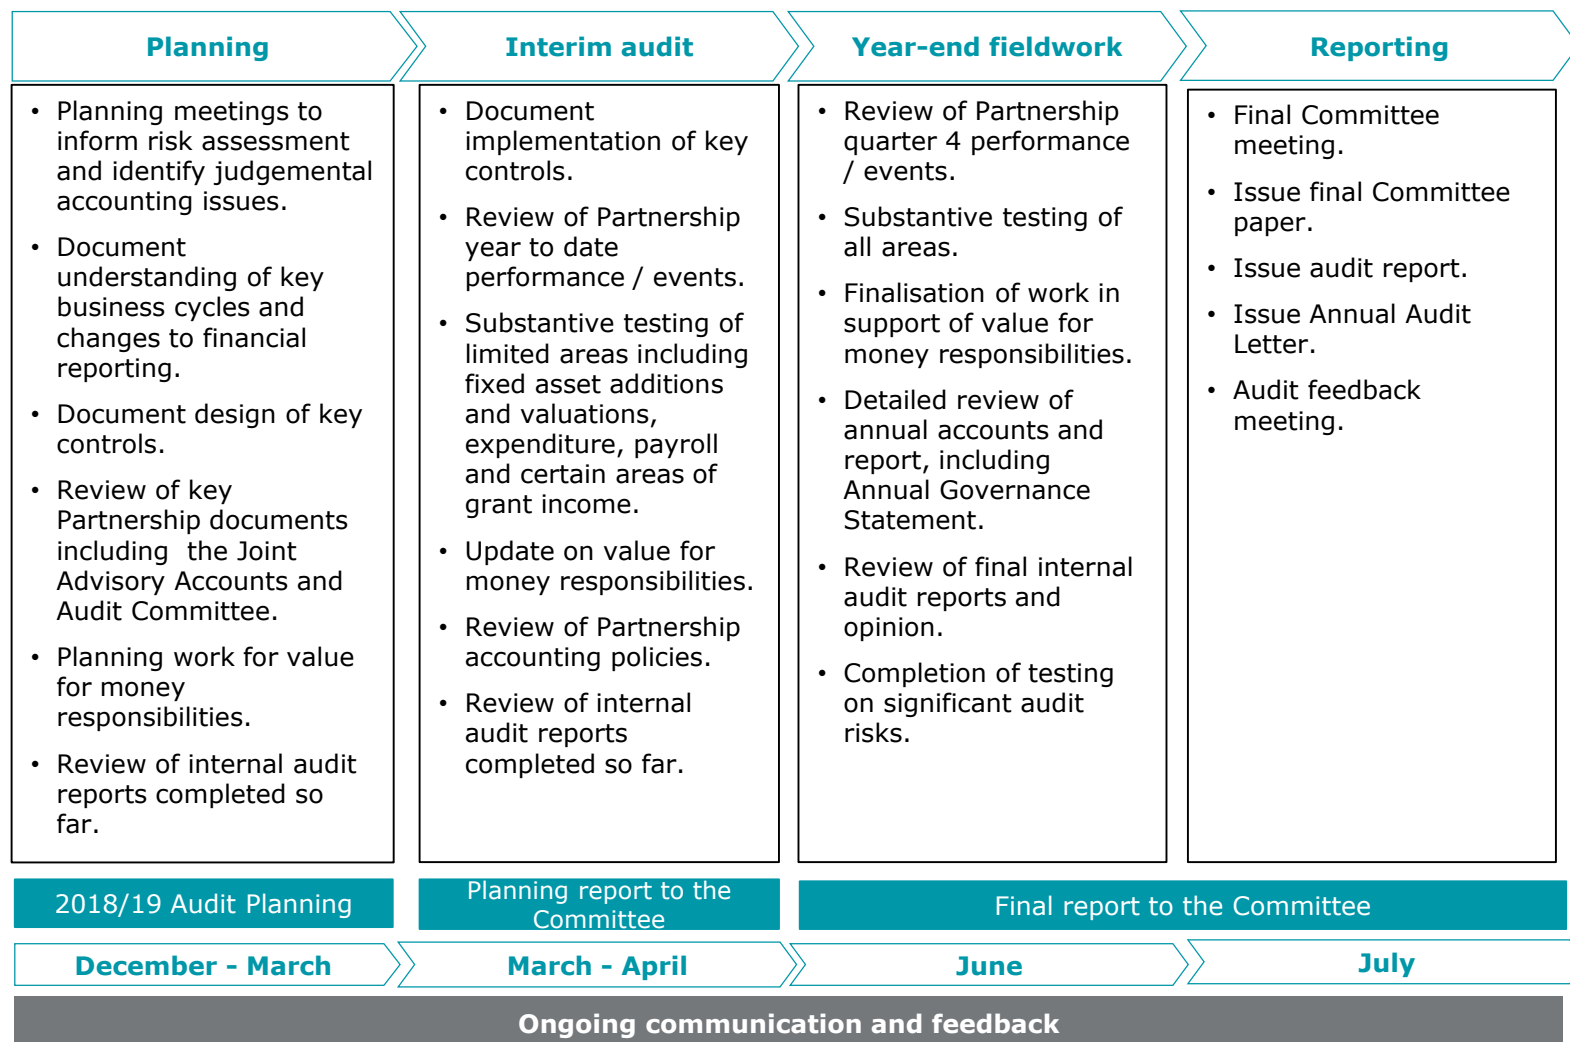 Planning
Interim audit
Year-end fieldwork
Reporting
• Planning meetings to
inform risk assessment
and identify judgemental
accounting issues.
• Document
understanding of key
business cycles and
changes to financial
reporting.
• Document design of key
controls.
• Review of key
Partnership documents
including the Joint
Advisory Accounts and
Audit Committee.
• Planning work for value
for money
responsibilities.
• Review of internal audit
reports completed so
far.
• Document
implementation of key
controls.
• Review of Partnership
year to date
performance / events.
• Substantive testing of
limited areas including
fixed asset additions
and valuations,
expenditure, payroll
and certain areas of
grant income.
• Update on value for
money responsibilities.
• Review of Partnership
accounting policies.
• Review of internal
audit reports
completed so far.
• Review of Partnership
quarter 4 performance
/ events.
• Substantive testing of
all areas.
• Finalisation of work in
support of value for
money responsibilities.
• Detailed review of
annual accounts and
report, including
Annual Governance
Statement.
• Review of final internal
audit reports and
opinion.
• Completion of testing
on significant audit
risks.
• Final Committee
meeting.
• Issue final Committee
paper.
• Issue audit report.
• Issue Annual Audit
Letter.
• Audit feedback
meeting.
2018/19 Audit Planning
Planning report to the
Committee
Final report to the Committee
December - March
March - April
June
July
Ongoing communication and feedback